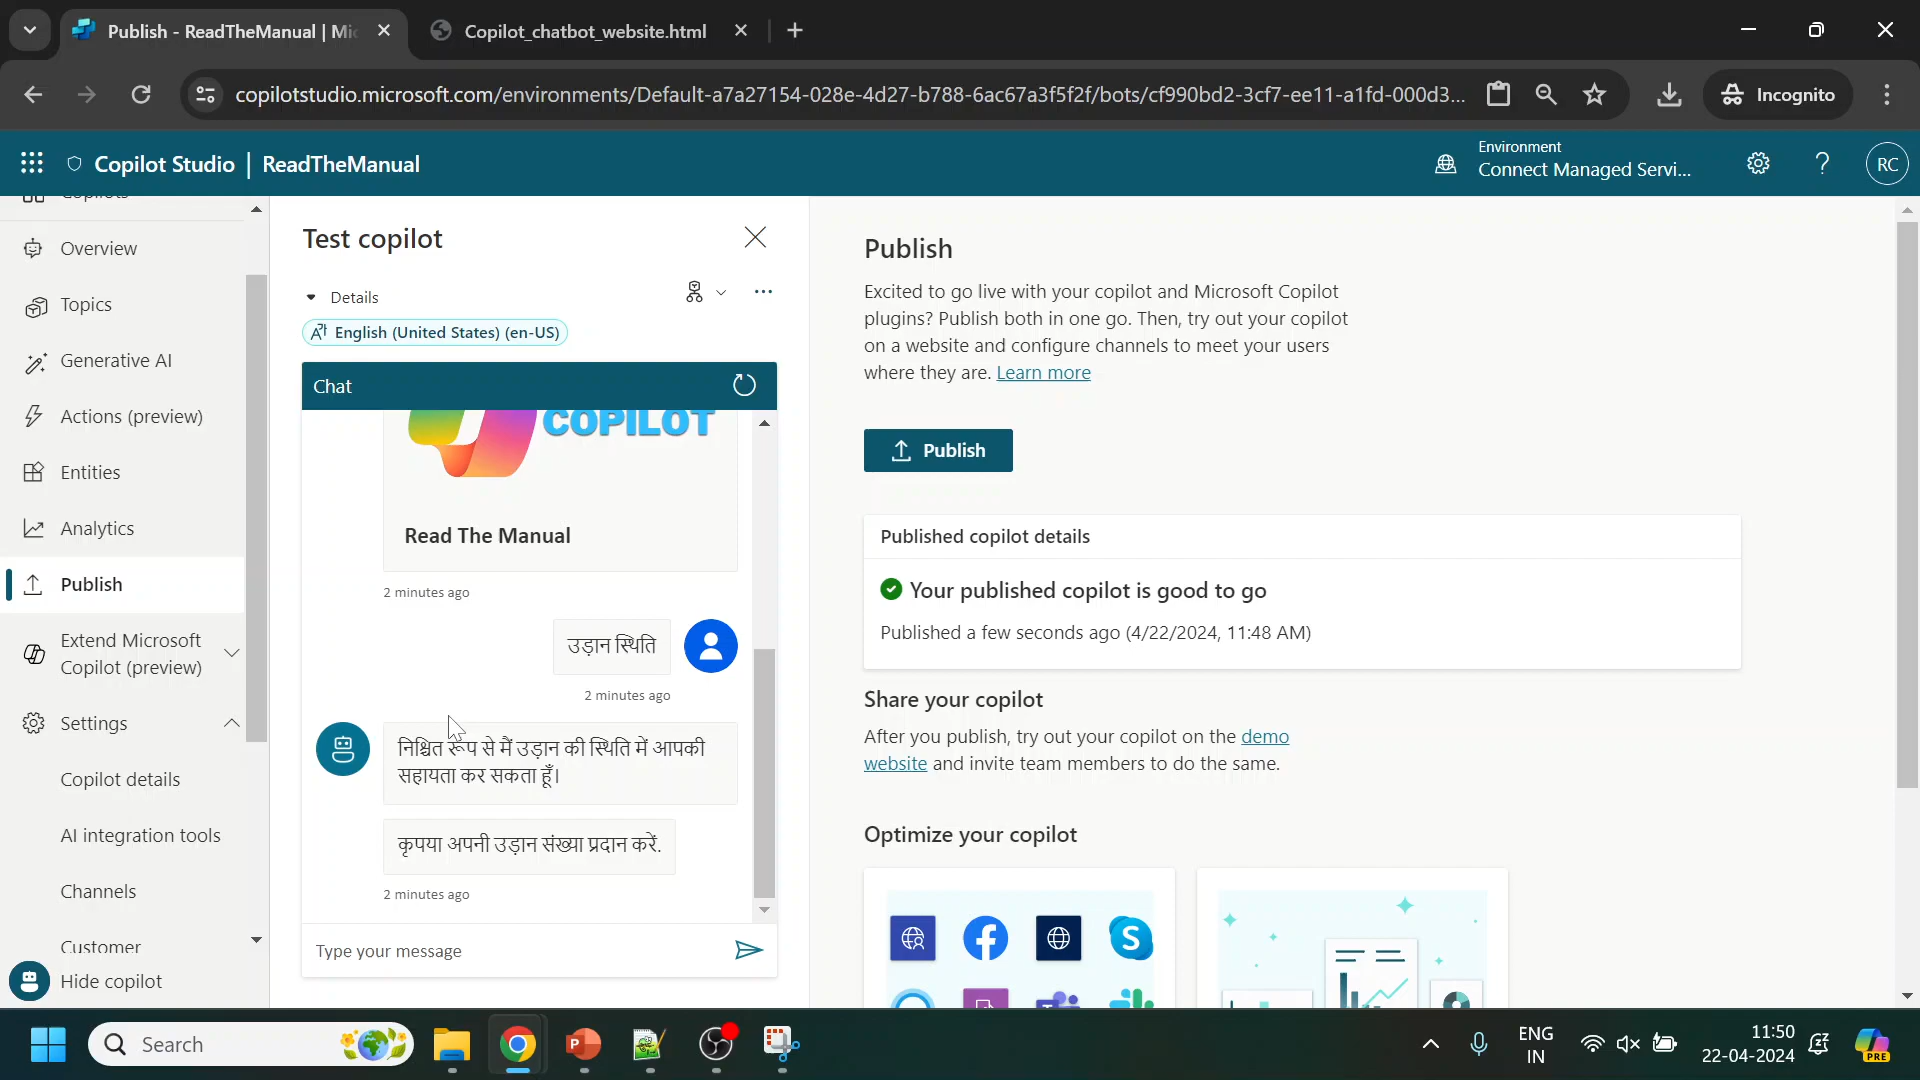 Publish - ReadTheManual | Mic
Copilot_chatbot_website.html
copilotstudio.microsoft.com/environments/Default-a7a27154-028e-4d27-b788-6ac67a3f5f2f/bots/cf990bd2-3cf7-ee11-a1fd-000d3...
Incognito
Copilot Studio | ReadTheManual
Environment
Connect Managed Servi...
RC
Copilots
Overview
Topics
Generative AI
Actions (preview)
Entities
Analytics
Publish
Extend Microsoft
Copilot (preview)
Settings
Copilot details
AI integration tools
Channels
Customer
Hide copilot
Test copilot
Details
English (United States) (en-US)
Chat
COPILOT
Read The Manual
2 minutes ago
उड़ान स्थिति
2 minutes ago
निश्चित रूप से मैं उड़ान की स्थिति में आपकी
सहायता कर सकता हूँ।
कृपया अपनी उड़ान संख्या प्रदान करें.
2 minutes ago
Type your message
Publish
Excited to go live with your copilot and Microsoft Copilot
plugins? Publish both in one go. Then, try out your copilot
on a website and configure channels to meet your users
where they are. Learn more
Publish
Published copilot details
Your published copilot is good to go
Published a few seconds ago (4/22/2024, 11:48 AM)
Share your copilot
After you publish, try out your copilot on the demo
website and invite team members to do the same.
Optimize your copilot
Search
ENG
IN
11:50
22-04-2024
PRE